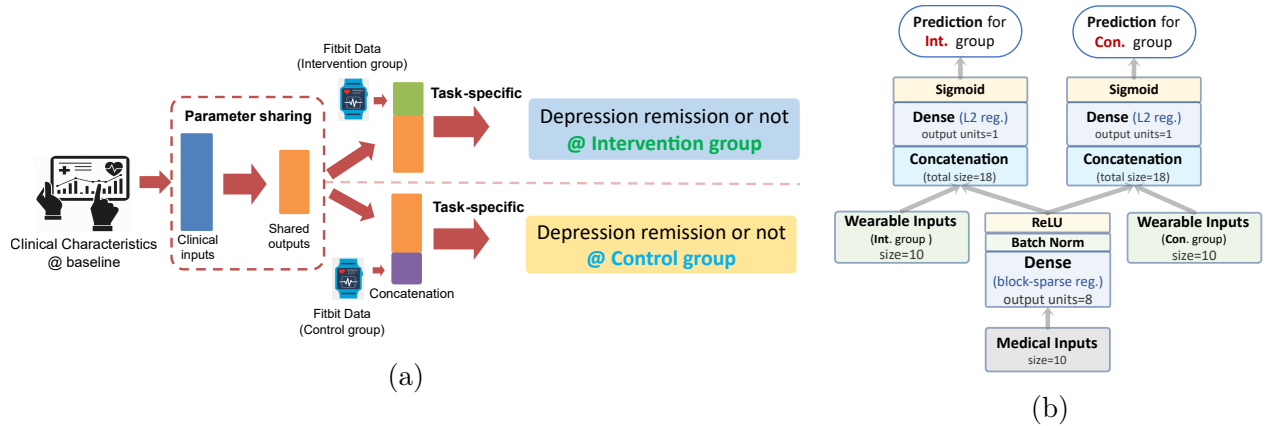 Clinical Characteristics
@ baseline
Parameter sharing
Clinical
inputs
Shared
outputs
Fitbit Data
(Intervention group)
Task-specific
Depression remission or not
@ Intervention group
Task-specific
Depression remission or not
@ Control group
Concatenation
Fitbit Data
(Control group)
(a)
Prediction for
Int. group
Sigmoid
Dense (L2 reg.)
output units=1
Concatenation
(total size=18)
Prediction for
Con. group
Sigmoid
Dense (L2 reg.)
output units=1
Concatenation
(total size=18)
Wearable Inputs
(Int. group )
size=10
ReLU
Batch Norm
Dense
(block-sparse reg.)
output units=8
Wearable Inputs
(Con. group)
size=10
Medical Inputs
size=10
(b)